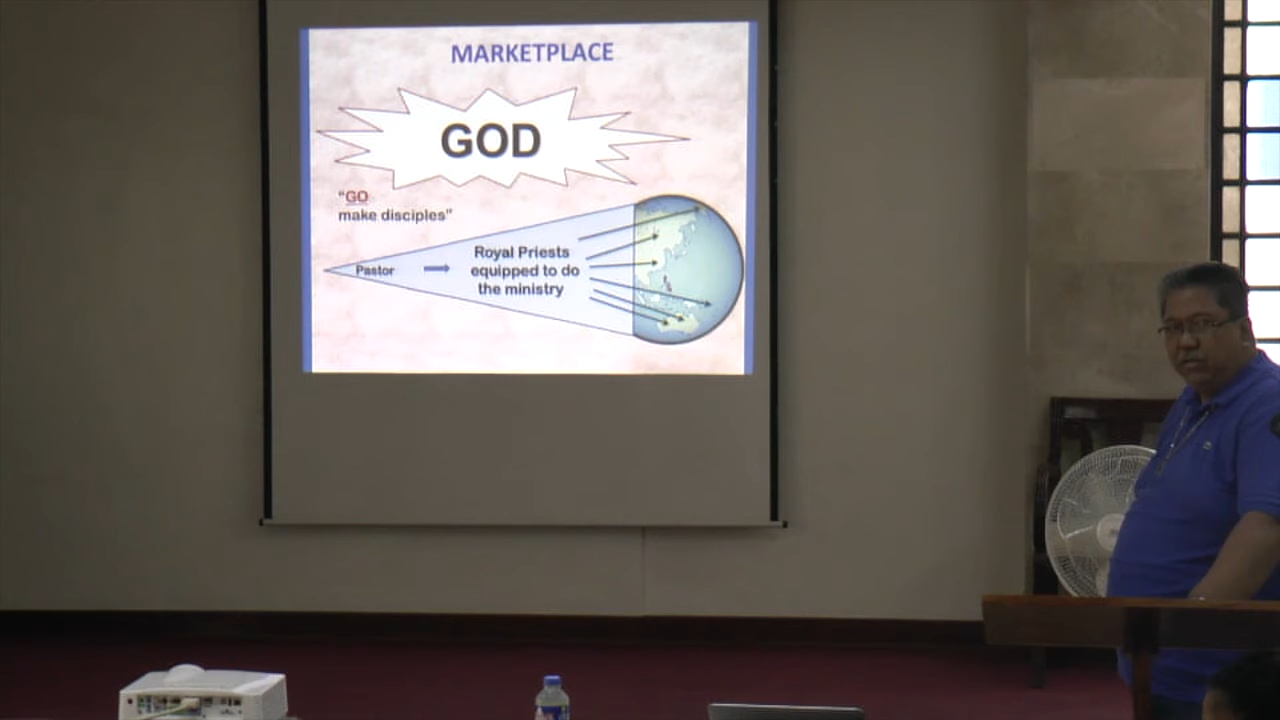 MARKETPLACE
GOD
“GO
make disciples”
Pastor
Royal Priests
equipped to do
the ministry